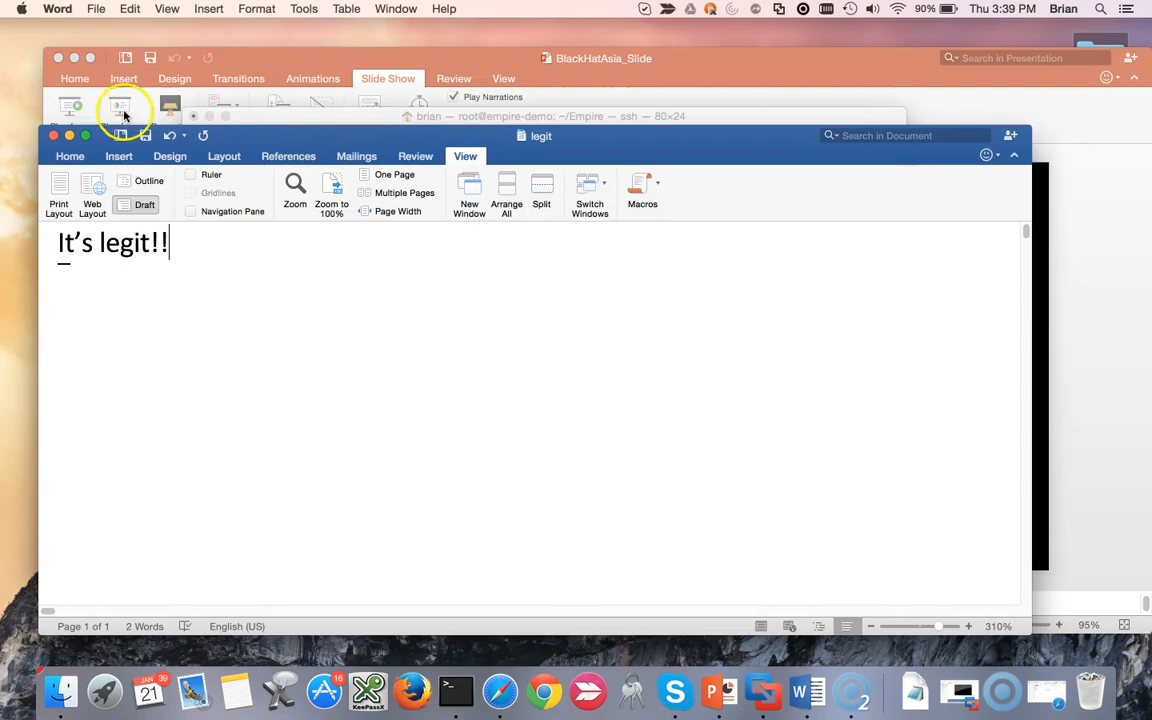 Word File Edit View Insert Format Tools Table Window Help 90% Thu 3:39 PM Brian
BlackHatAsia_Slide Search in Presentation
Home Insert Design Transitions Animations Slide Show Review View
Play Narrations
brian — root@empire-demo: ~/Empire — ssh — 80×24
legit Search in Document
Home Insert Design Layout References Mailings Review View
Print Layout
Web Layout
Outline
Draft
Ruler
Gridlines
Navigation Pane
Zoom
Zoom to 100%
One Page
Multiple Pages
Page Width
New Window
Arrange All
Split
Switch Windows
Macros
It’s legit!!
Page 1 of 1 2 Words English (US) 310%
95%
JAN 39
21
16
KeePassX
2